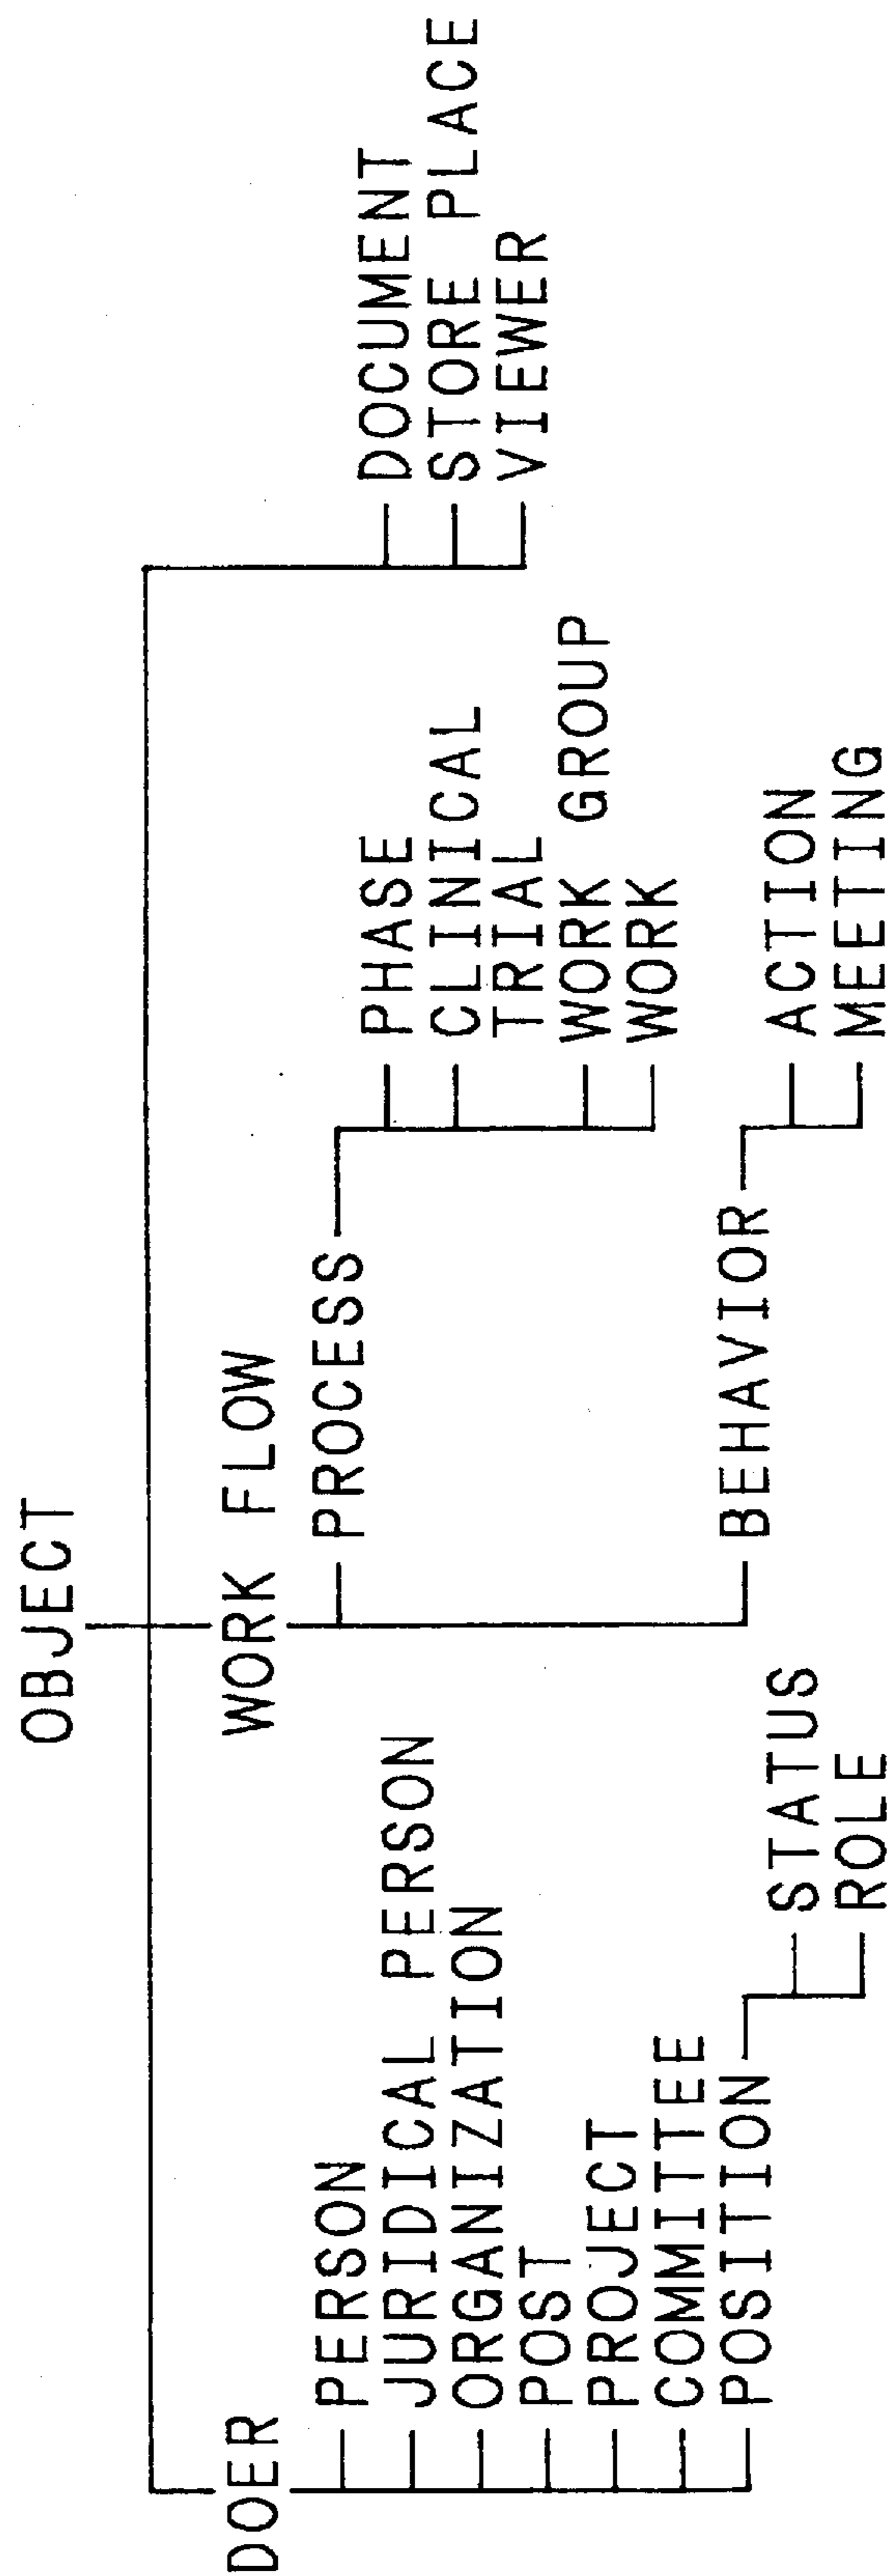 OBJECT
DOER
PERSON
JURIDICAL PERSON
ORGANIZATION
POST
PROJECT
COMMITTEE
POSITION
STATUS
ROLE
WORK FLOW
PROCESS
PHASE
CLINICAL
TRIAL
WORK GROUP
WORK
BEHAVIOR
ACTION
MEETING
DOCUMENT
STORE PLACE
VIEWER